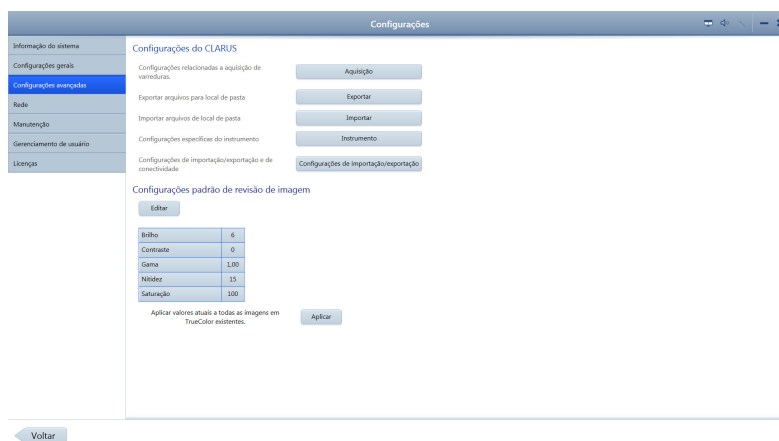 Configurações
Informação do sistema
Configurações gerais
Configurações avançadas
Rede
Manutenção
Gerenciamento de usuário
Licenças
Configurações do CLARUS
Configurações relacionadas a aquisição de
varreduras.
Aquisição
Exportar arquivos para local de pasta
Exportar
Importar arquivos de local de pasta
Importar
Configurações específicas do instrumento
Instrumento
Configurações de importação/exportação e de
conectividade
Configurações de importação/exportação
Configurações padrão de revisão de imagem
Editar
Brilho 6
Contraste 0
Gama 1,00
Nitidez 15
Saturação 100
Aplicar valores atuais a todas as imagens em
TrueColor existentes.
Aplicar
Voltar